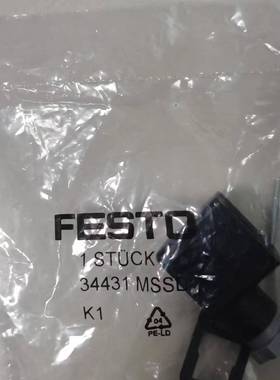 FESTO
1 STÜCK
34431 MSSD
K1
04
PE-LD